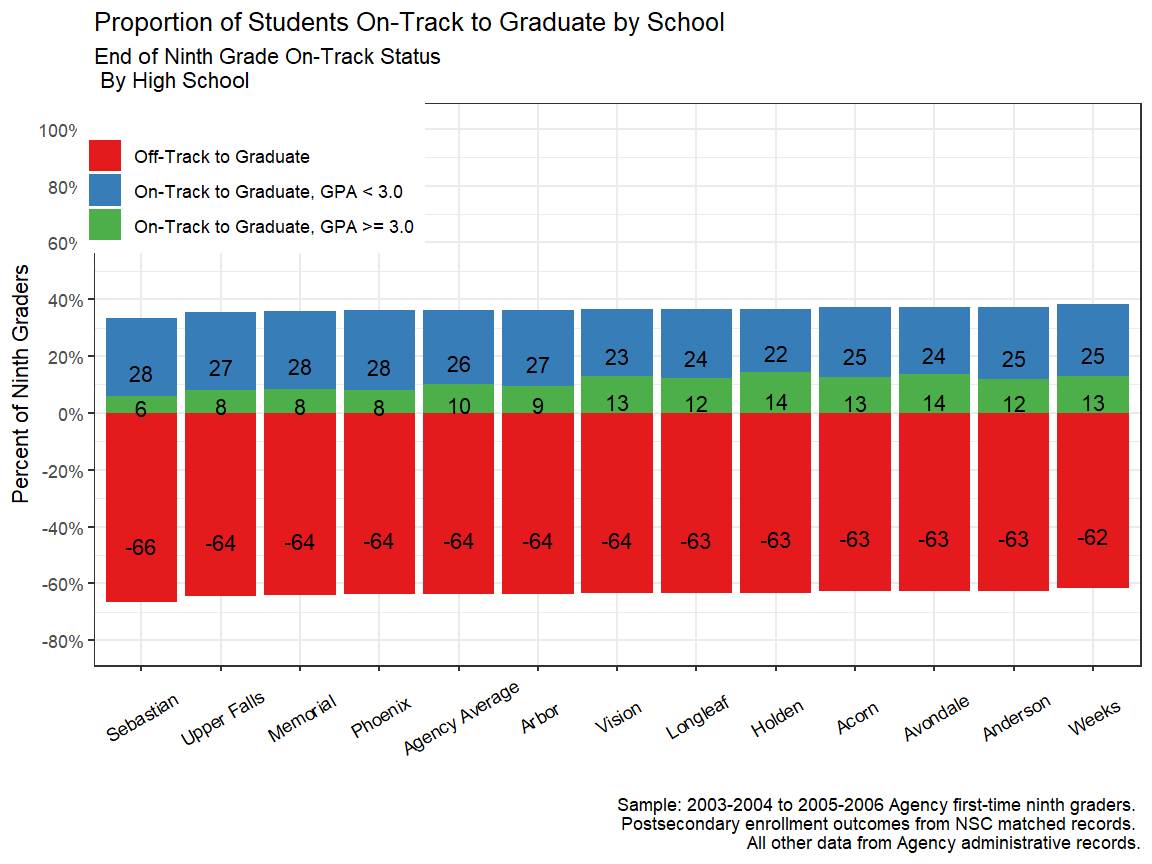 Proportion of Students On-Track to Graduate by School
End of Ninth Grade On-Track Status
By High School
Percent of Ninth Graders
100%
80%
60%
40%
20%
0%
-20%
-40%
-60%
-80%
Off-Track to Graduate
On-Track to Graduate, GPA < 3.0
On-Track to Graduate, GPA >= 3.0
28 27 28 28 26 27 23 24 22 25 24 25 25
6 8 8 8 10 9 13 12 14 13 14 12 13
-66 -64 -64 -64 -64 -64 -64 -63 -63 -63 -63 -63 -62
Sebastian Upper Falls Memorial Phoenix Agency Average Arbor Vision Longleaf Holden Acorn Avondale Anderson Weeks
Sample: 2003-2004 to 2005-2006 Agency first-time ninth graders.
Postsecondary enrollment outcomes from NSC matched records.
All other data from Agency administrative records.